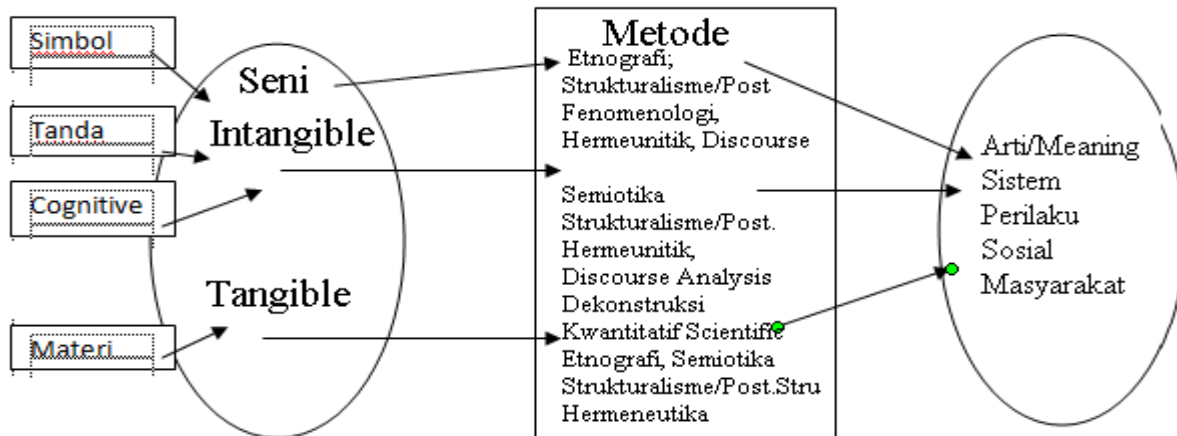 Simbol
Tanda
Cognitive
Materi
Seni
Intangible
Tangible
Metode
Etnografi;
Strukturalisme/Post
Fenomenologi,
Hermeunitik, Discourse
Semiotika
Strukturalisme/Post.
Hermeunitik,
Discourse Analysis
Dekonstruksi
Kwantitatif Scientific
Etnografi, Semiotika
Strukturalisme/Post.Stru
Hermeneutika
Arti/Meaning
Sistem
Perilaku
Sosial
Masyarakat